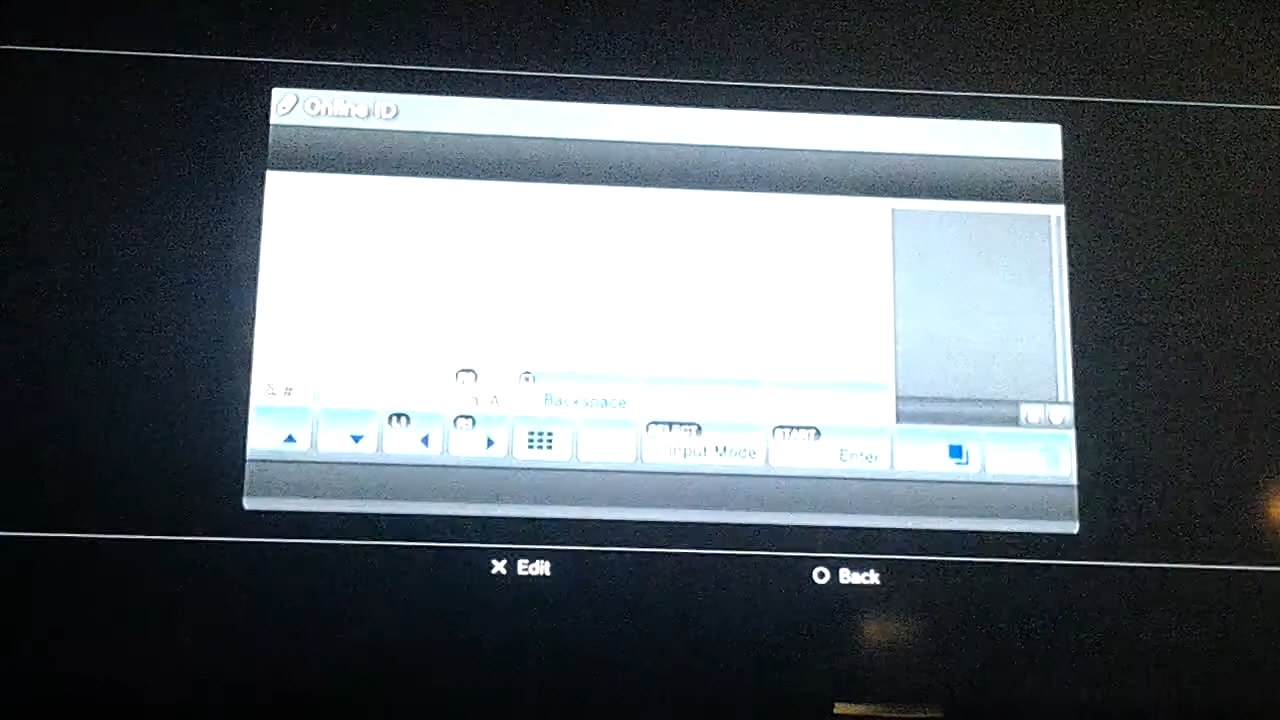 Online ID
Backspace
L1
SELECT
START
Input Mode
Enter
Edit
Back